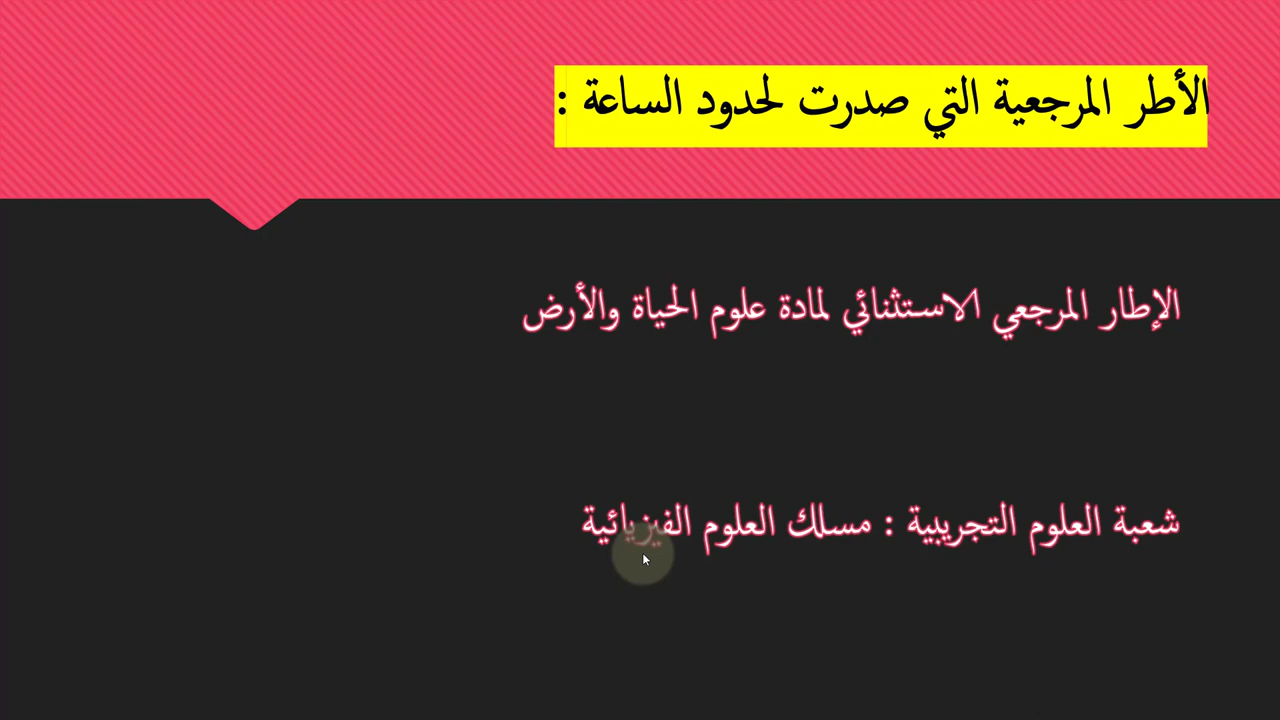 الأطر المرجعية التي صدرت لحدود الساعة :
الإطار المرجعي الاستثنائي لمادة علوم الحياة والأرض
شعبة العلوم التجريبية : مسلك العلوم الفيزيائية